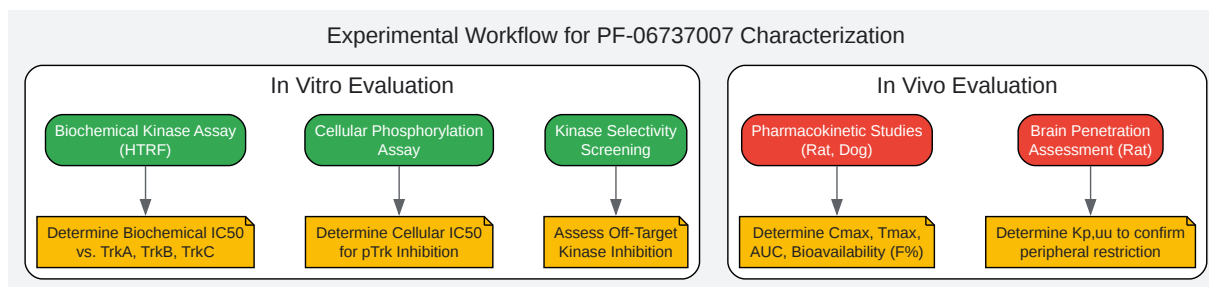 Experimental Workflow for PF-06737007 Characterization
In Vitro Evaluation
Biochemical Kinase Assay
(HTRF)
Cellular Phosphorylation
Assay
Kinase Selectivity
Screening
Determine Biochemical IC50
vs. TrkA, TrkB, TrkC
Determine Cellular IC50
for pTrk Inhibition
Assess Off-Target
Kinase Inhibition
In Vivo Evaluation
Pharmacokinetic Studies
(Rat, Dog)
Brain Penetration
Assessment (Rat)
Determine Cmax, Tmax,
AUC, Bioavailability (F%)
Determine Kp,uu to confirm
peripheral restriction